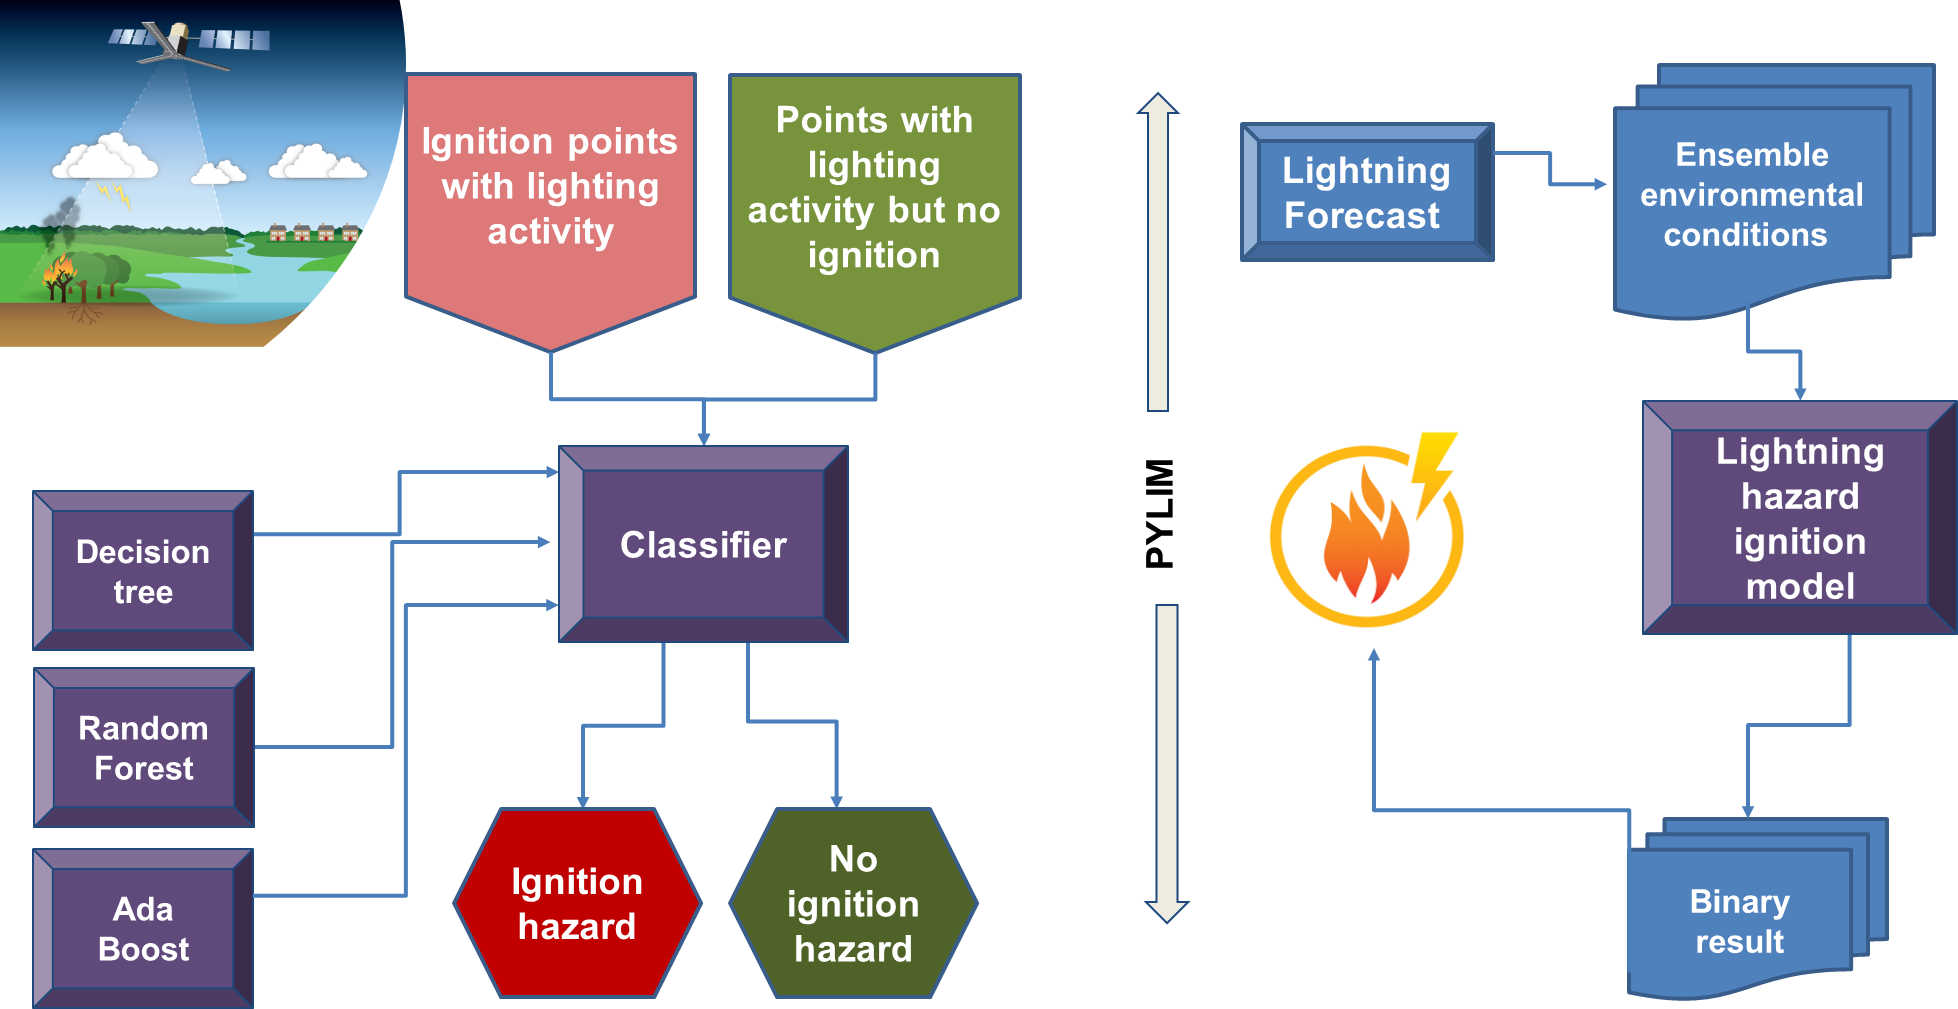 Ignition points
with lighting
activity
Points with
lighting
activity but no
ignition
Classifier
Decision
tree
Random
Forest
Ada
Boost
Ignition
hazard
No
ignition
hazard
PYLIM
Lightning
Forecast
Ensemble
environmental
conditions
Lightning
hazard
ignition
model
Binary
result